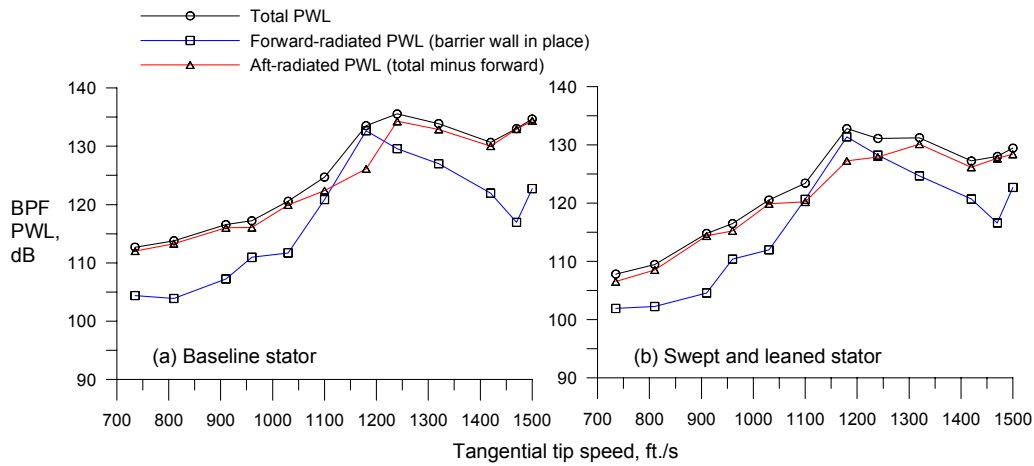 Total PWL
Forward-radiated PWL (barrier wall in place)
Aft-radiated PWL (total minus forward)
BPF
PWL,
dB
140
130
120
110
100
90
(a) Baseline stator
700 800 900 1000 1100 1200 1300 1400 1500
140
130
120
110
100
90
(b) Swept and leaned stator
700 800 900 1000 1100 1200 1300 1400 1500
Tangential tip speed, ft./s